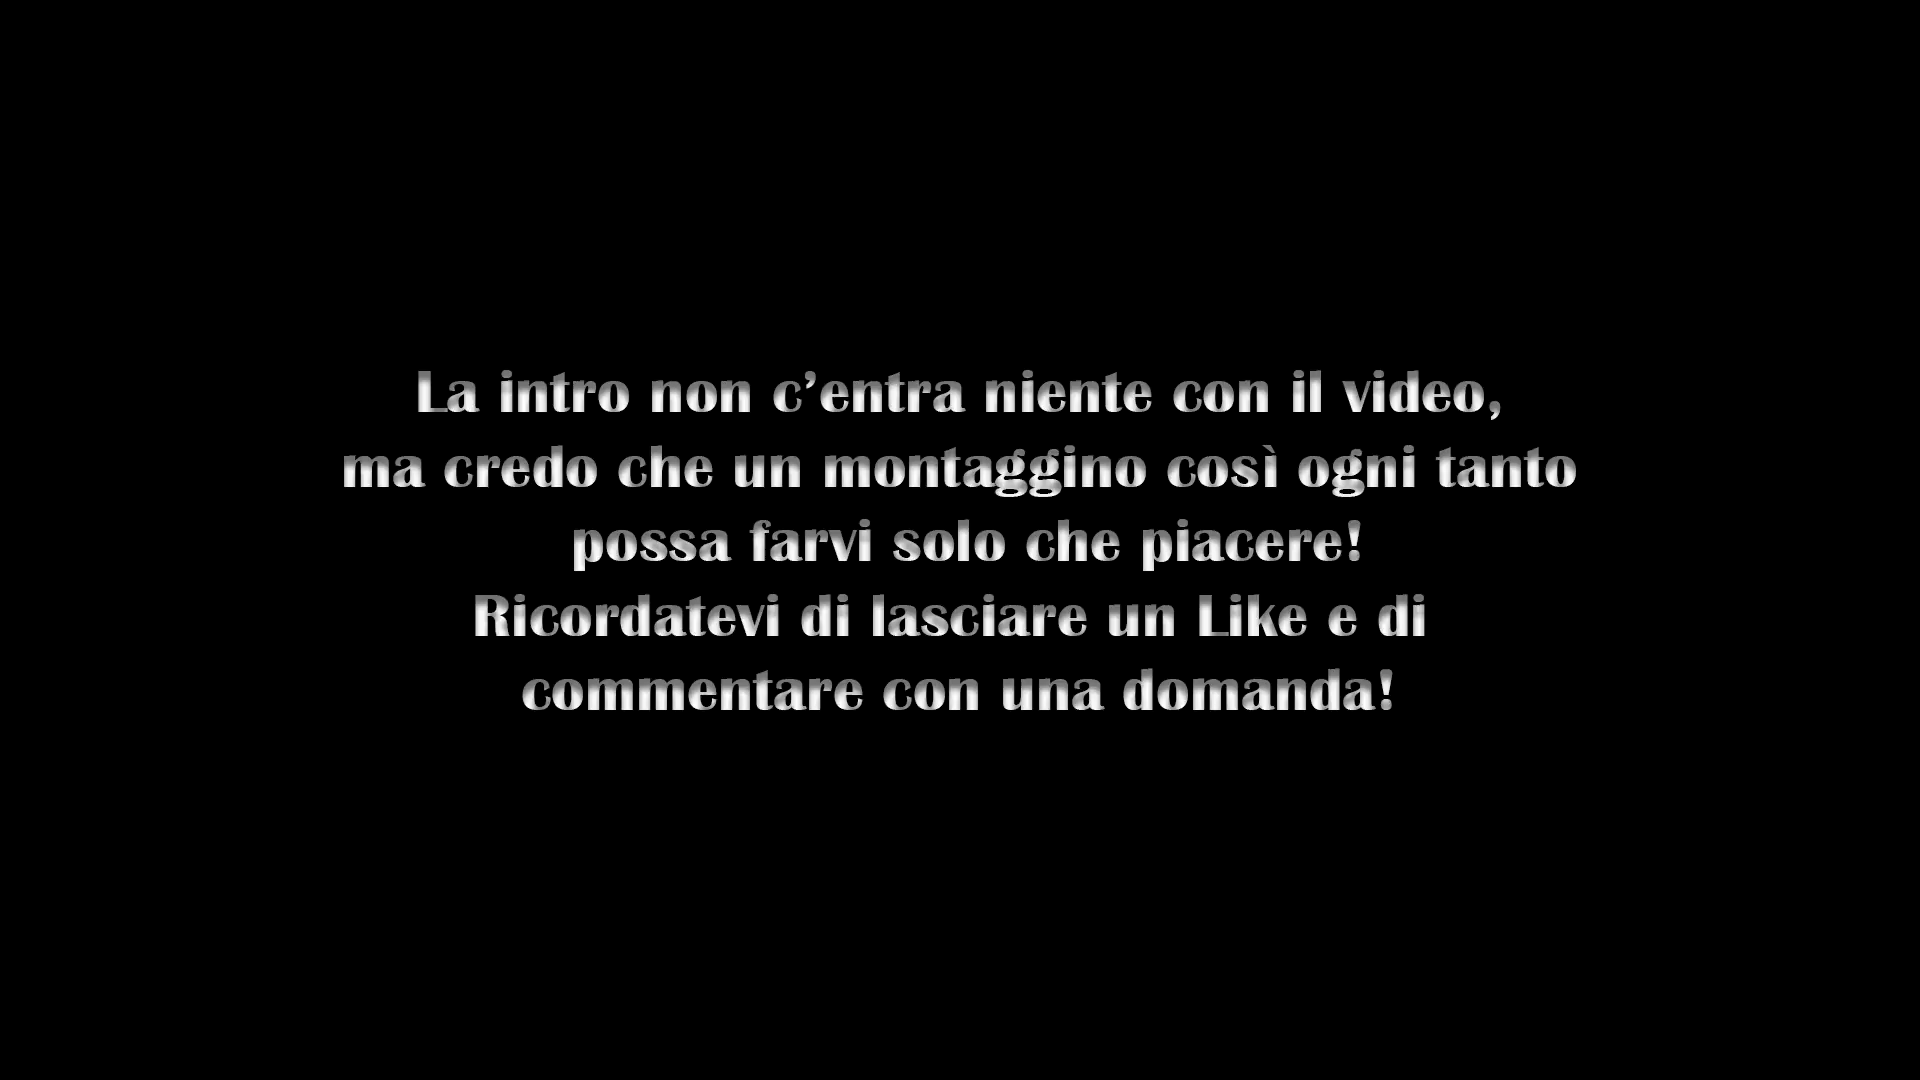 La intro non c’entra niente con il video,
ma credo che un montaggino così ogni tanto
possa farvi solo che piacere!
Ricordatevi di lasciare un Like e di
commentare con una domanda!